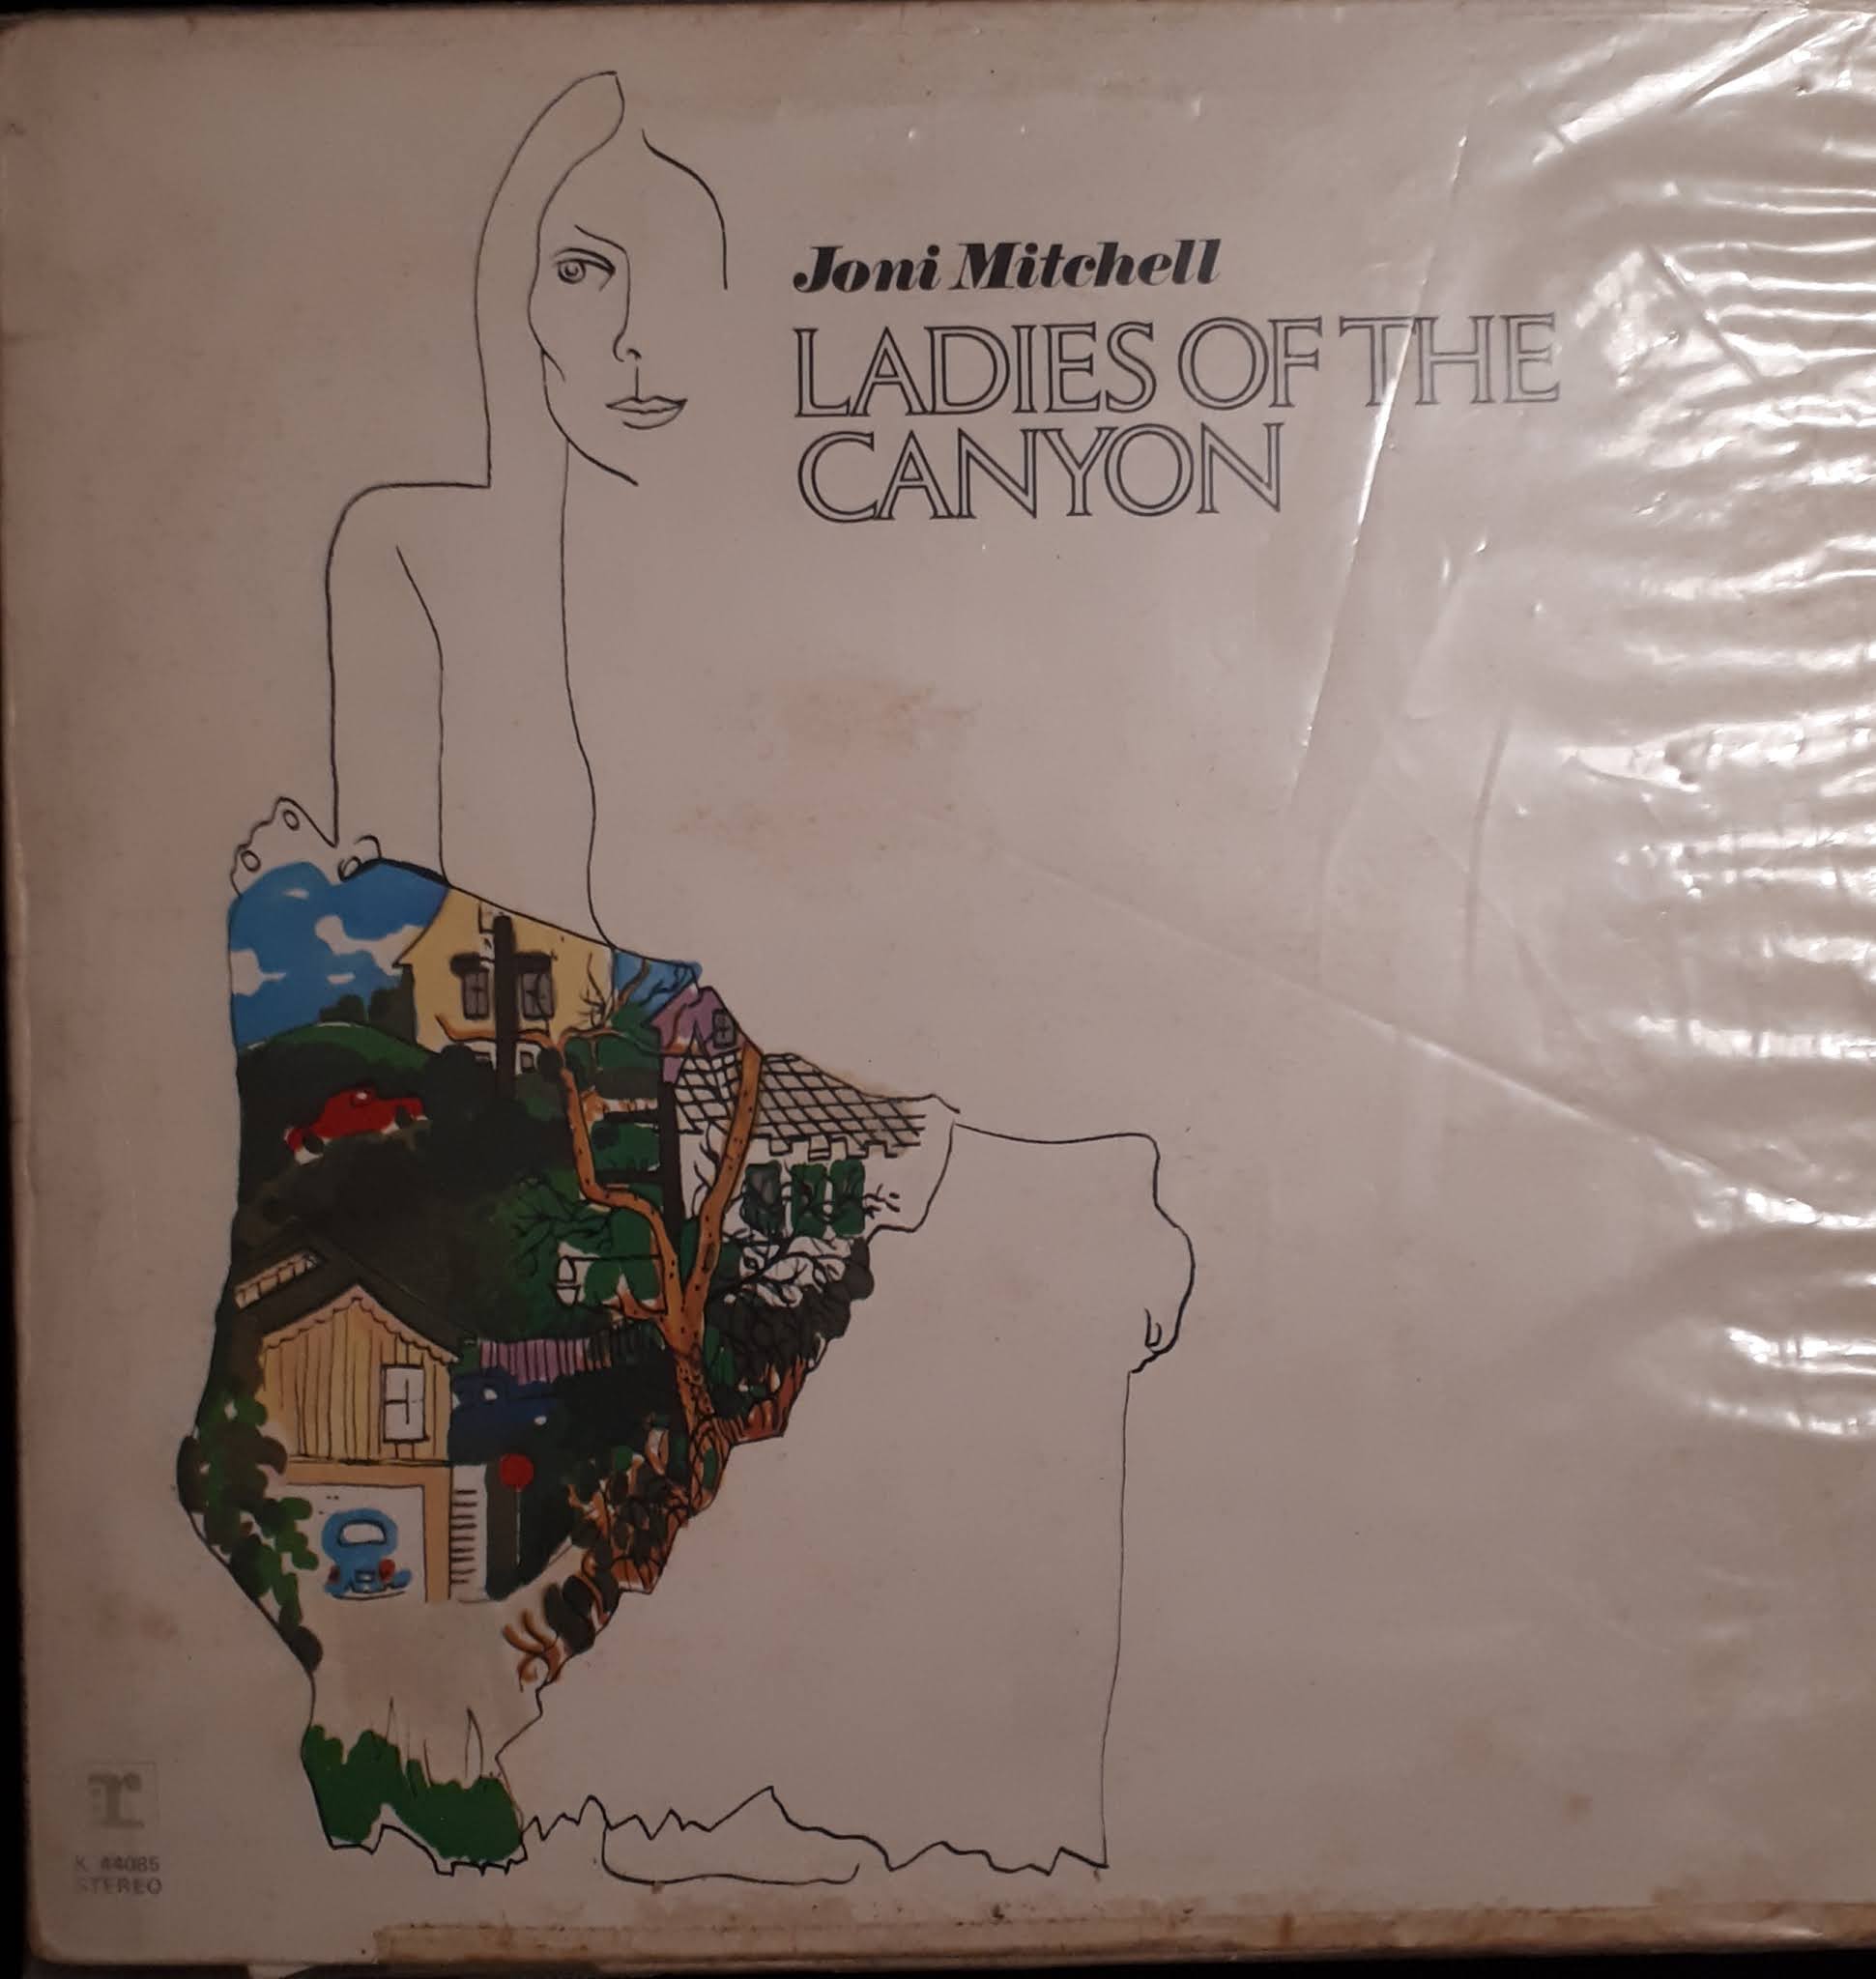 Joni Mitchell
LADIES OF THE
CANYON
r
K 44085
STEREO